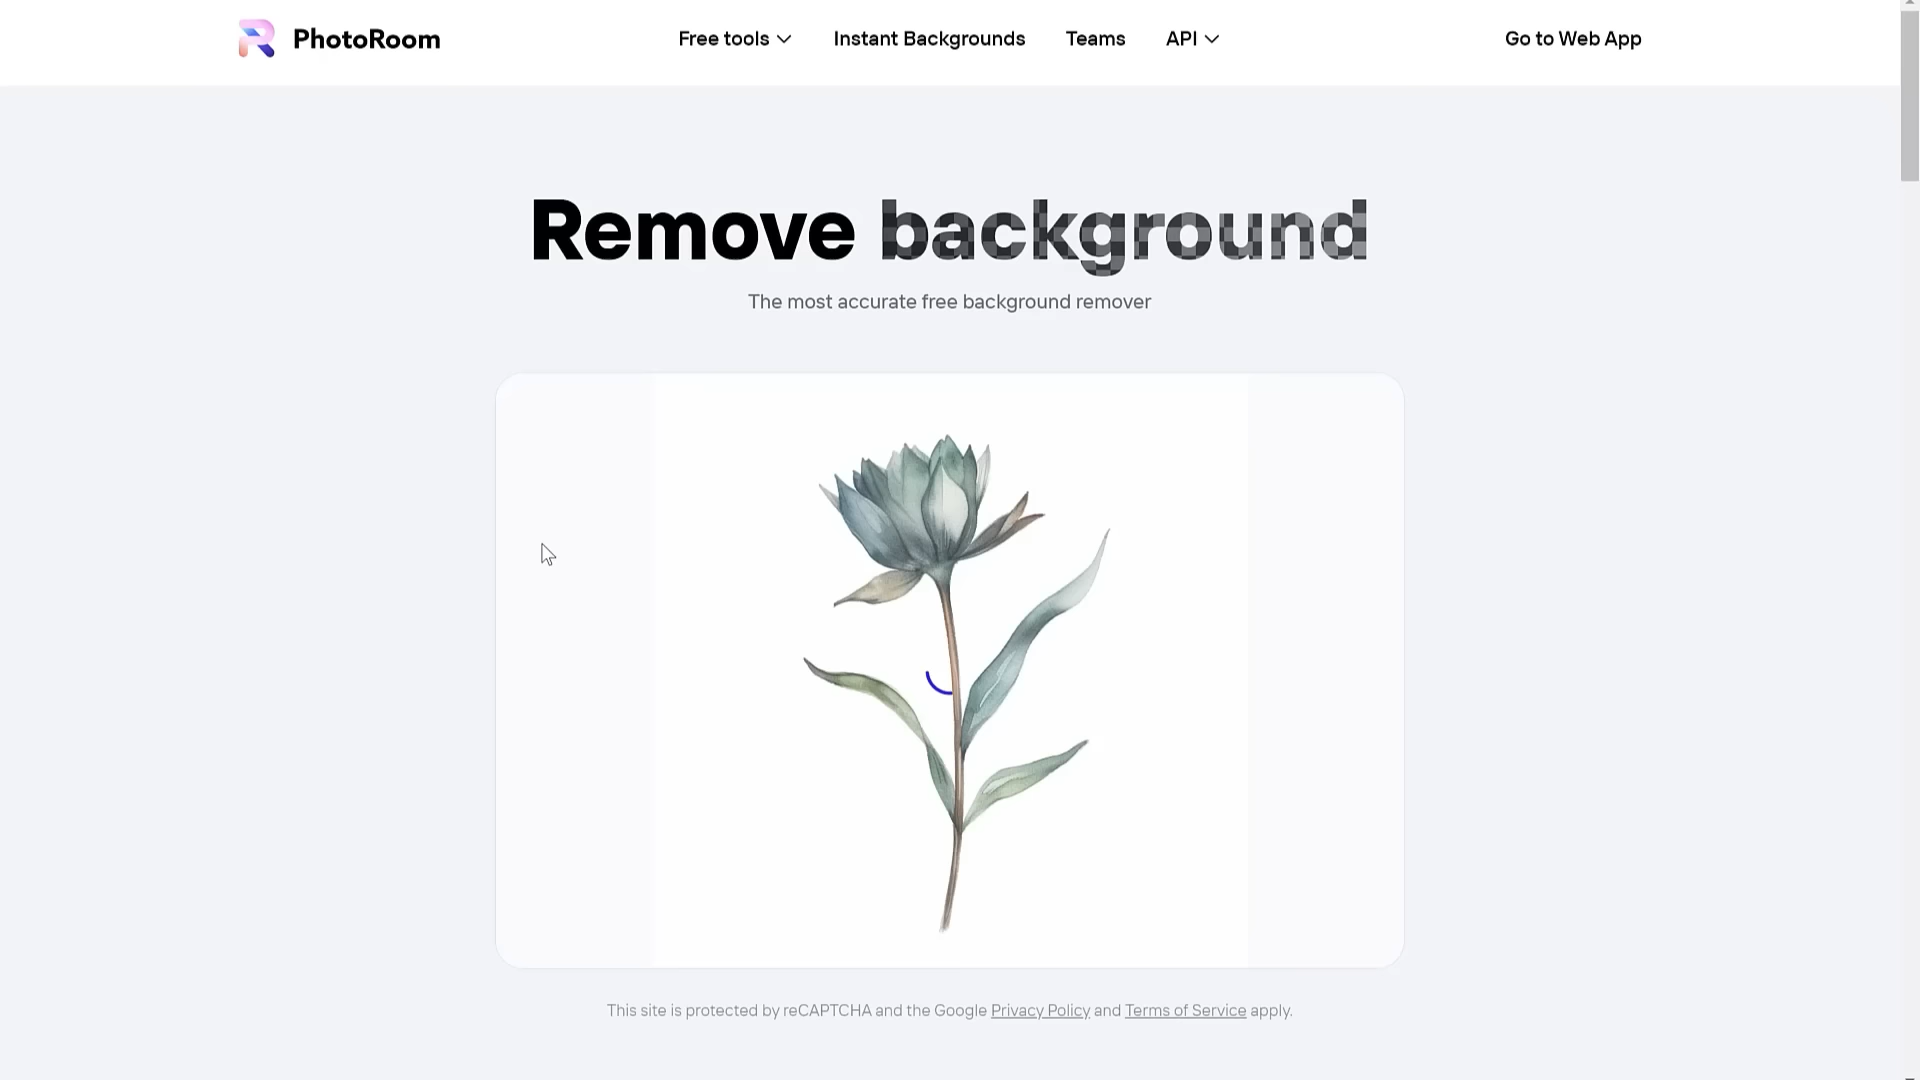 PhotoRoom
Free tools
Instant Backgrounds
Teams
API
Go to Web App
Remove background
The most accurate free background remover
This site is protected by reCAPTCHA and the Google Privacy Policy and Terms of Service apply.